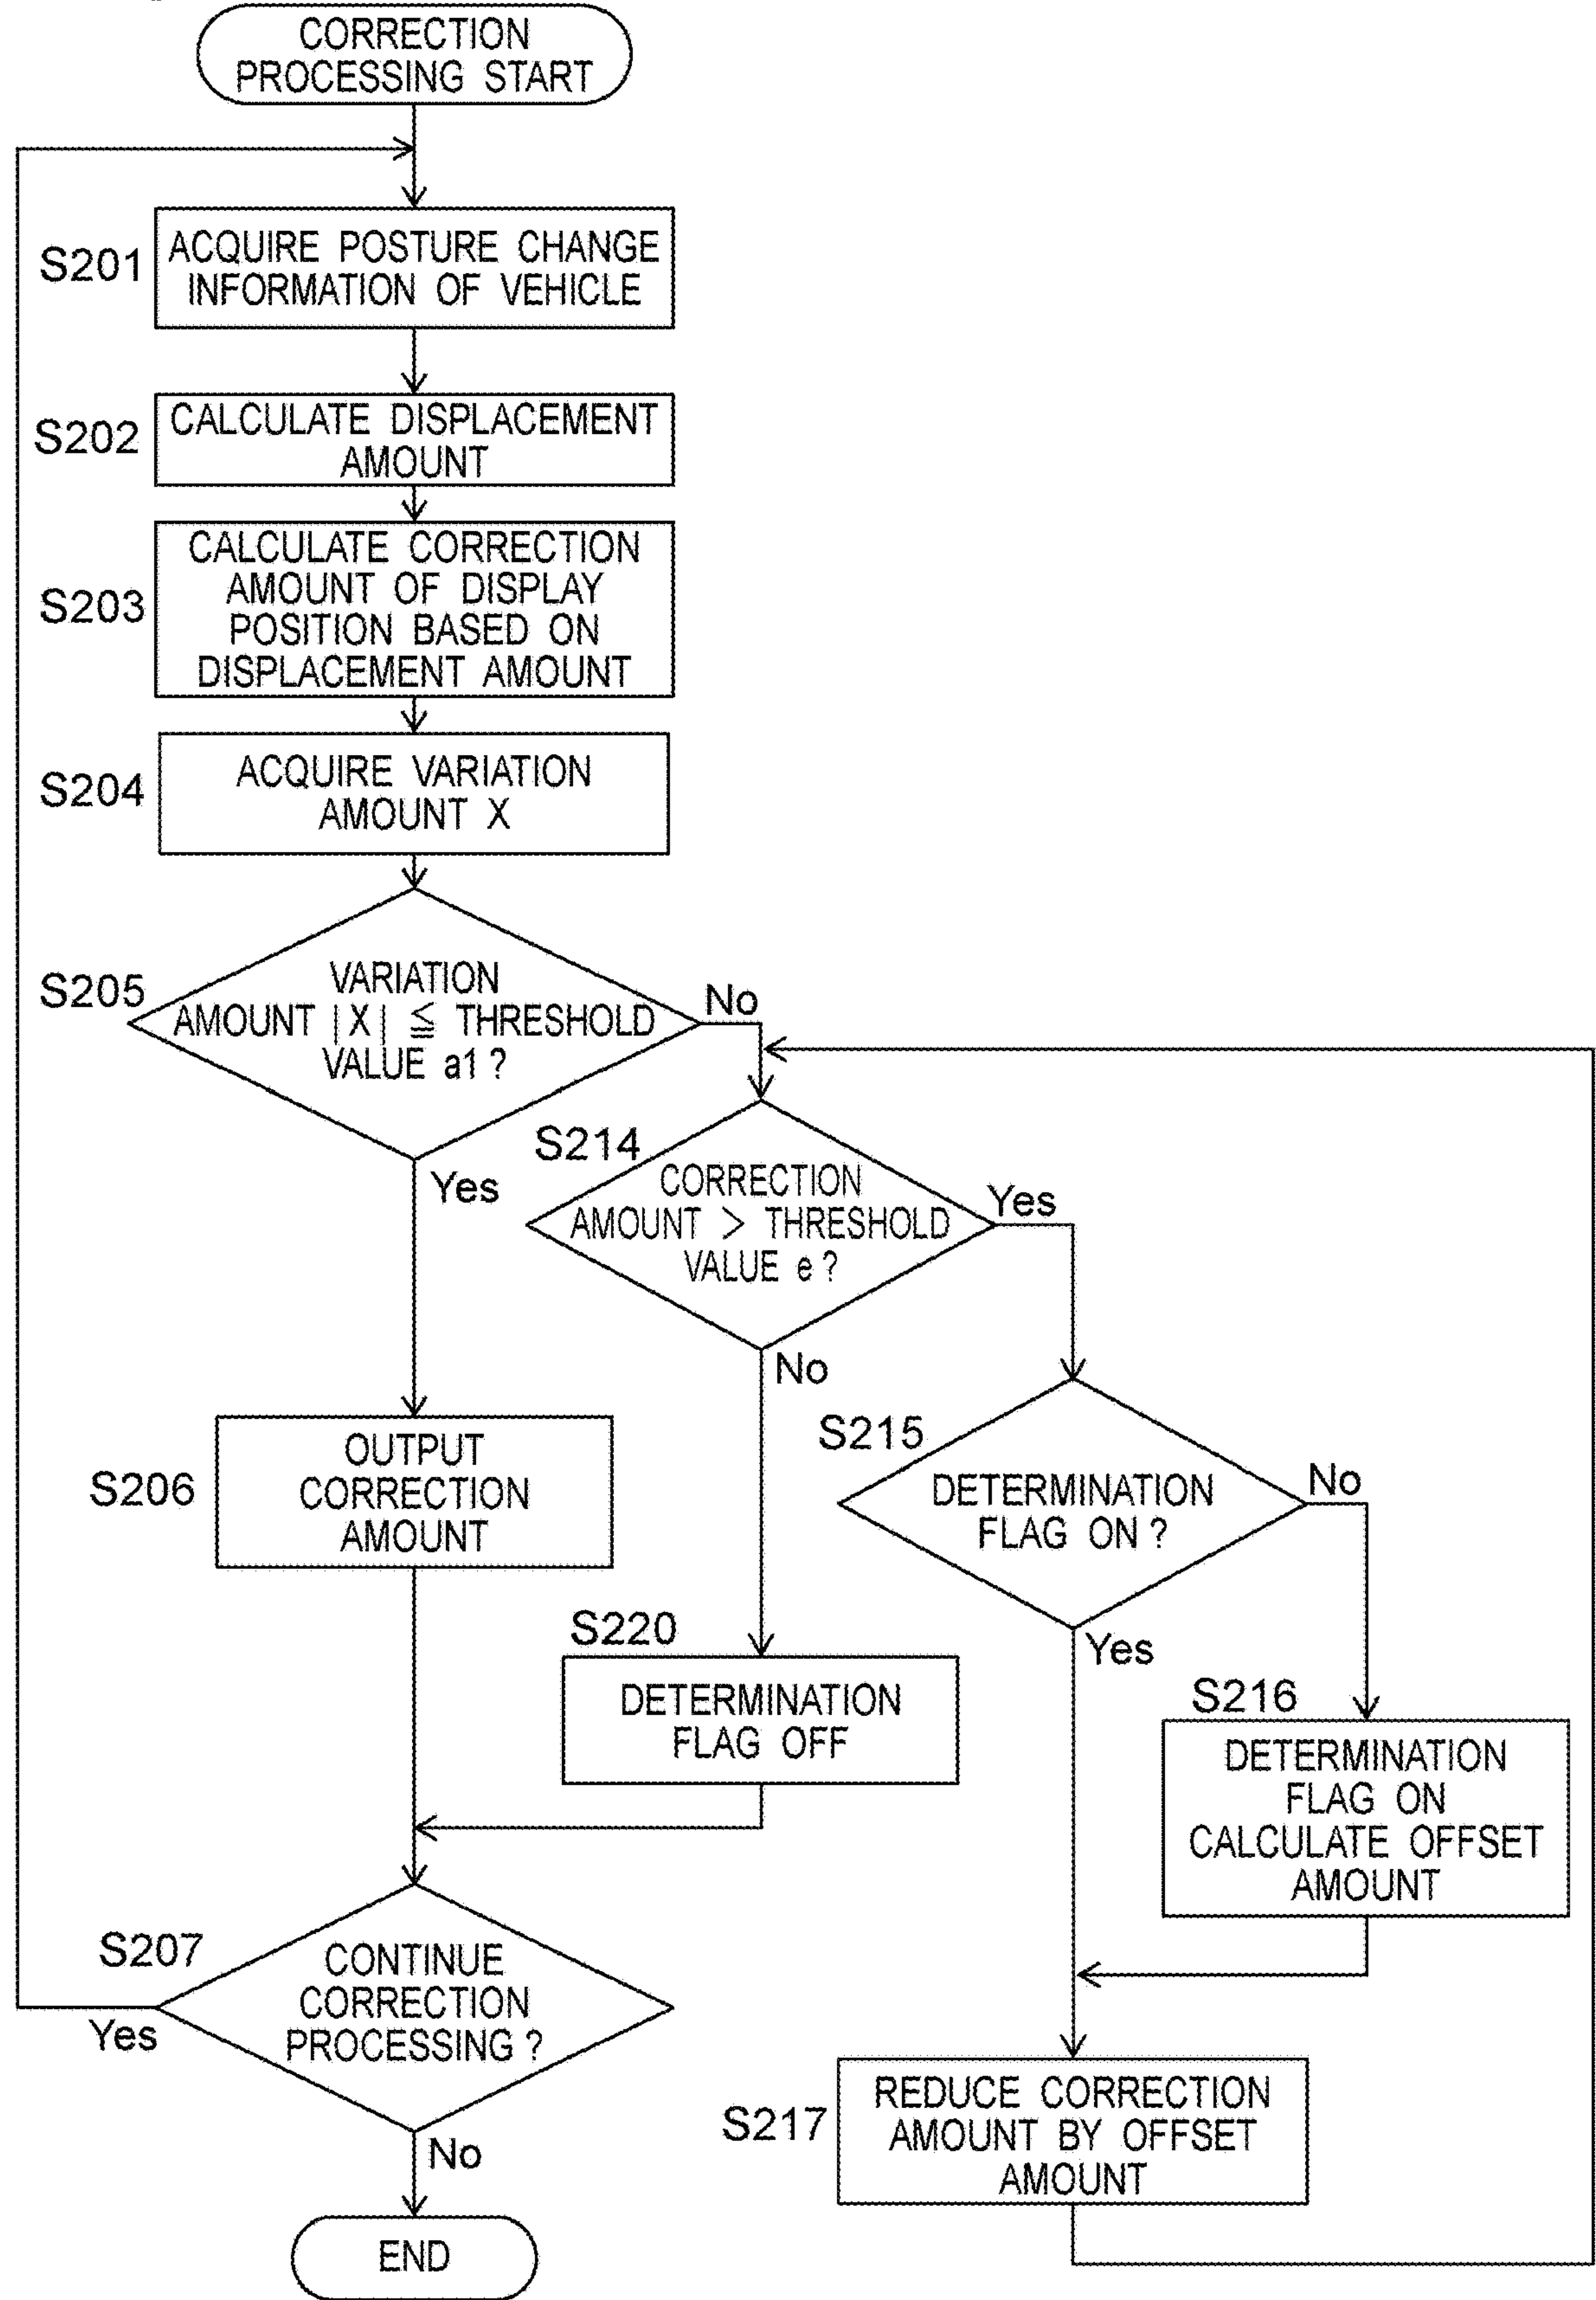 CORRECTION
PROCESSING START
S201
ACQUIRE POSTURE CHANGE
INFORMATION OF VEHICLE
S202
CALCULATE DISPLACEMENT
AMOUNT
S203
CALCULATE CORRECTION
AMOUNT OF DISPLAY
POSITION BASED ON
DISPLACEMENT AMOUNT
S204
ACQUIRE VARIATION
AMOUNT X
S205
VARIATION
AMOUNT |X| ≦ THRESHOLD
VALUE a1?
No
Yes
S214
CORRECTION
AMOUNT > THRESHOLD
VALUE e?
Yes
No
S206
OUTPUT
CORRECTION
AMOUNT
S215
DETERMINATION
FLAG ON?
No
Yes
S220
DETERMINATION
FLAG OFF
S216
DETERMINATION
FLAG ON
CALCULATE OFFSET
AMOUNT
S207
CONTINUE
CORRECTION
PROCESSING?
Yes
No
S217
REDUCE CORRECTION
AMOUNT BY OFFSET
AMOUNT
END